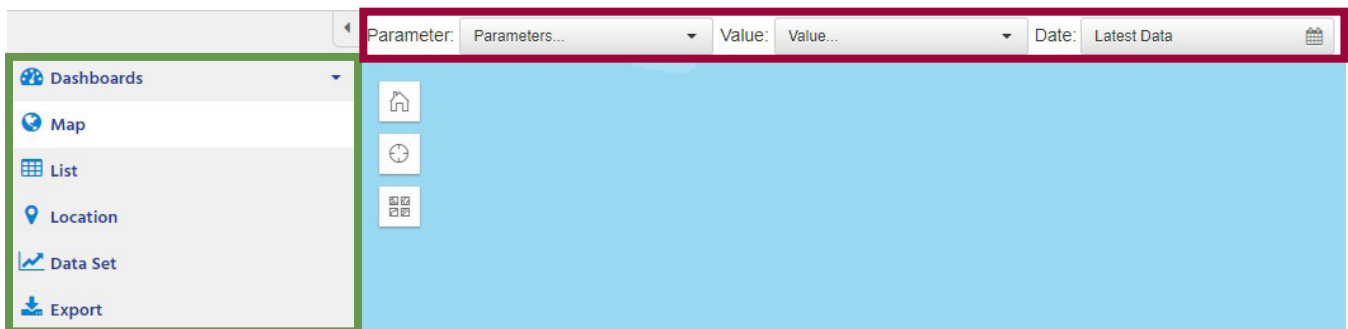 Parameter: Parameters... Value: Value... Date: Latest Data
Dashboards
Map
List
Location
Data Set
Export